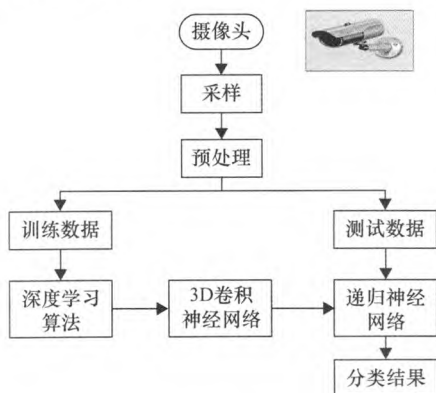 摄像头
采样
预处理
训练数据
测试数据
深度学习
算法
3D卷积
神经网络
递归神经
网络
分类结果